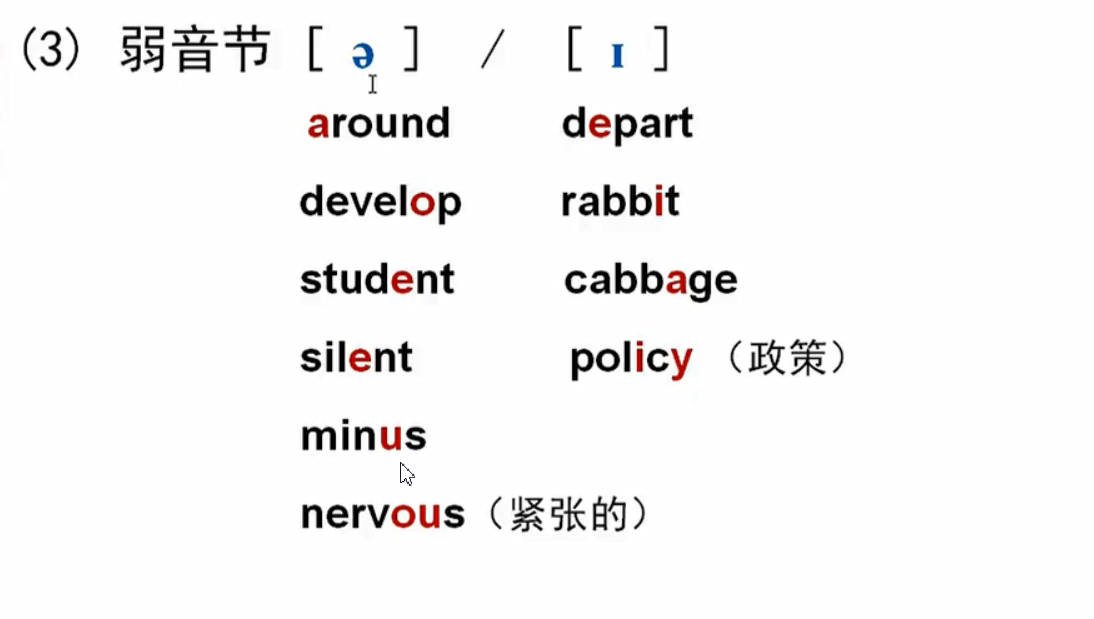 (3) 弱音节 [ ə ] / [ ɪ ]
around depart
develop rabbit
student cabbage
silent policy （政策）
minus
nervous（紧张的）